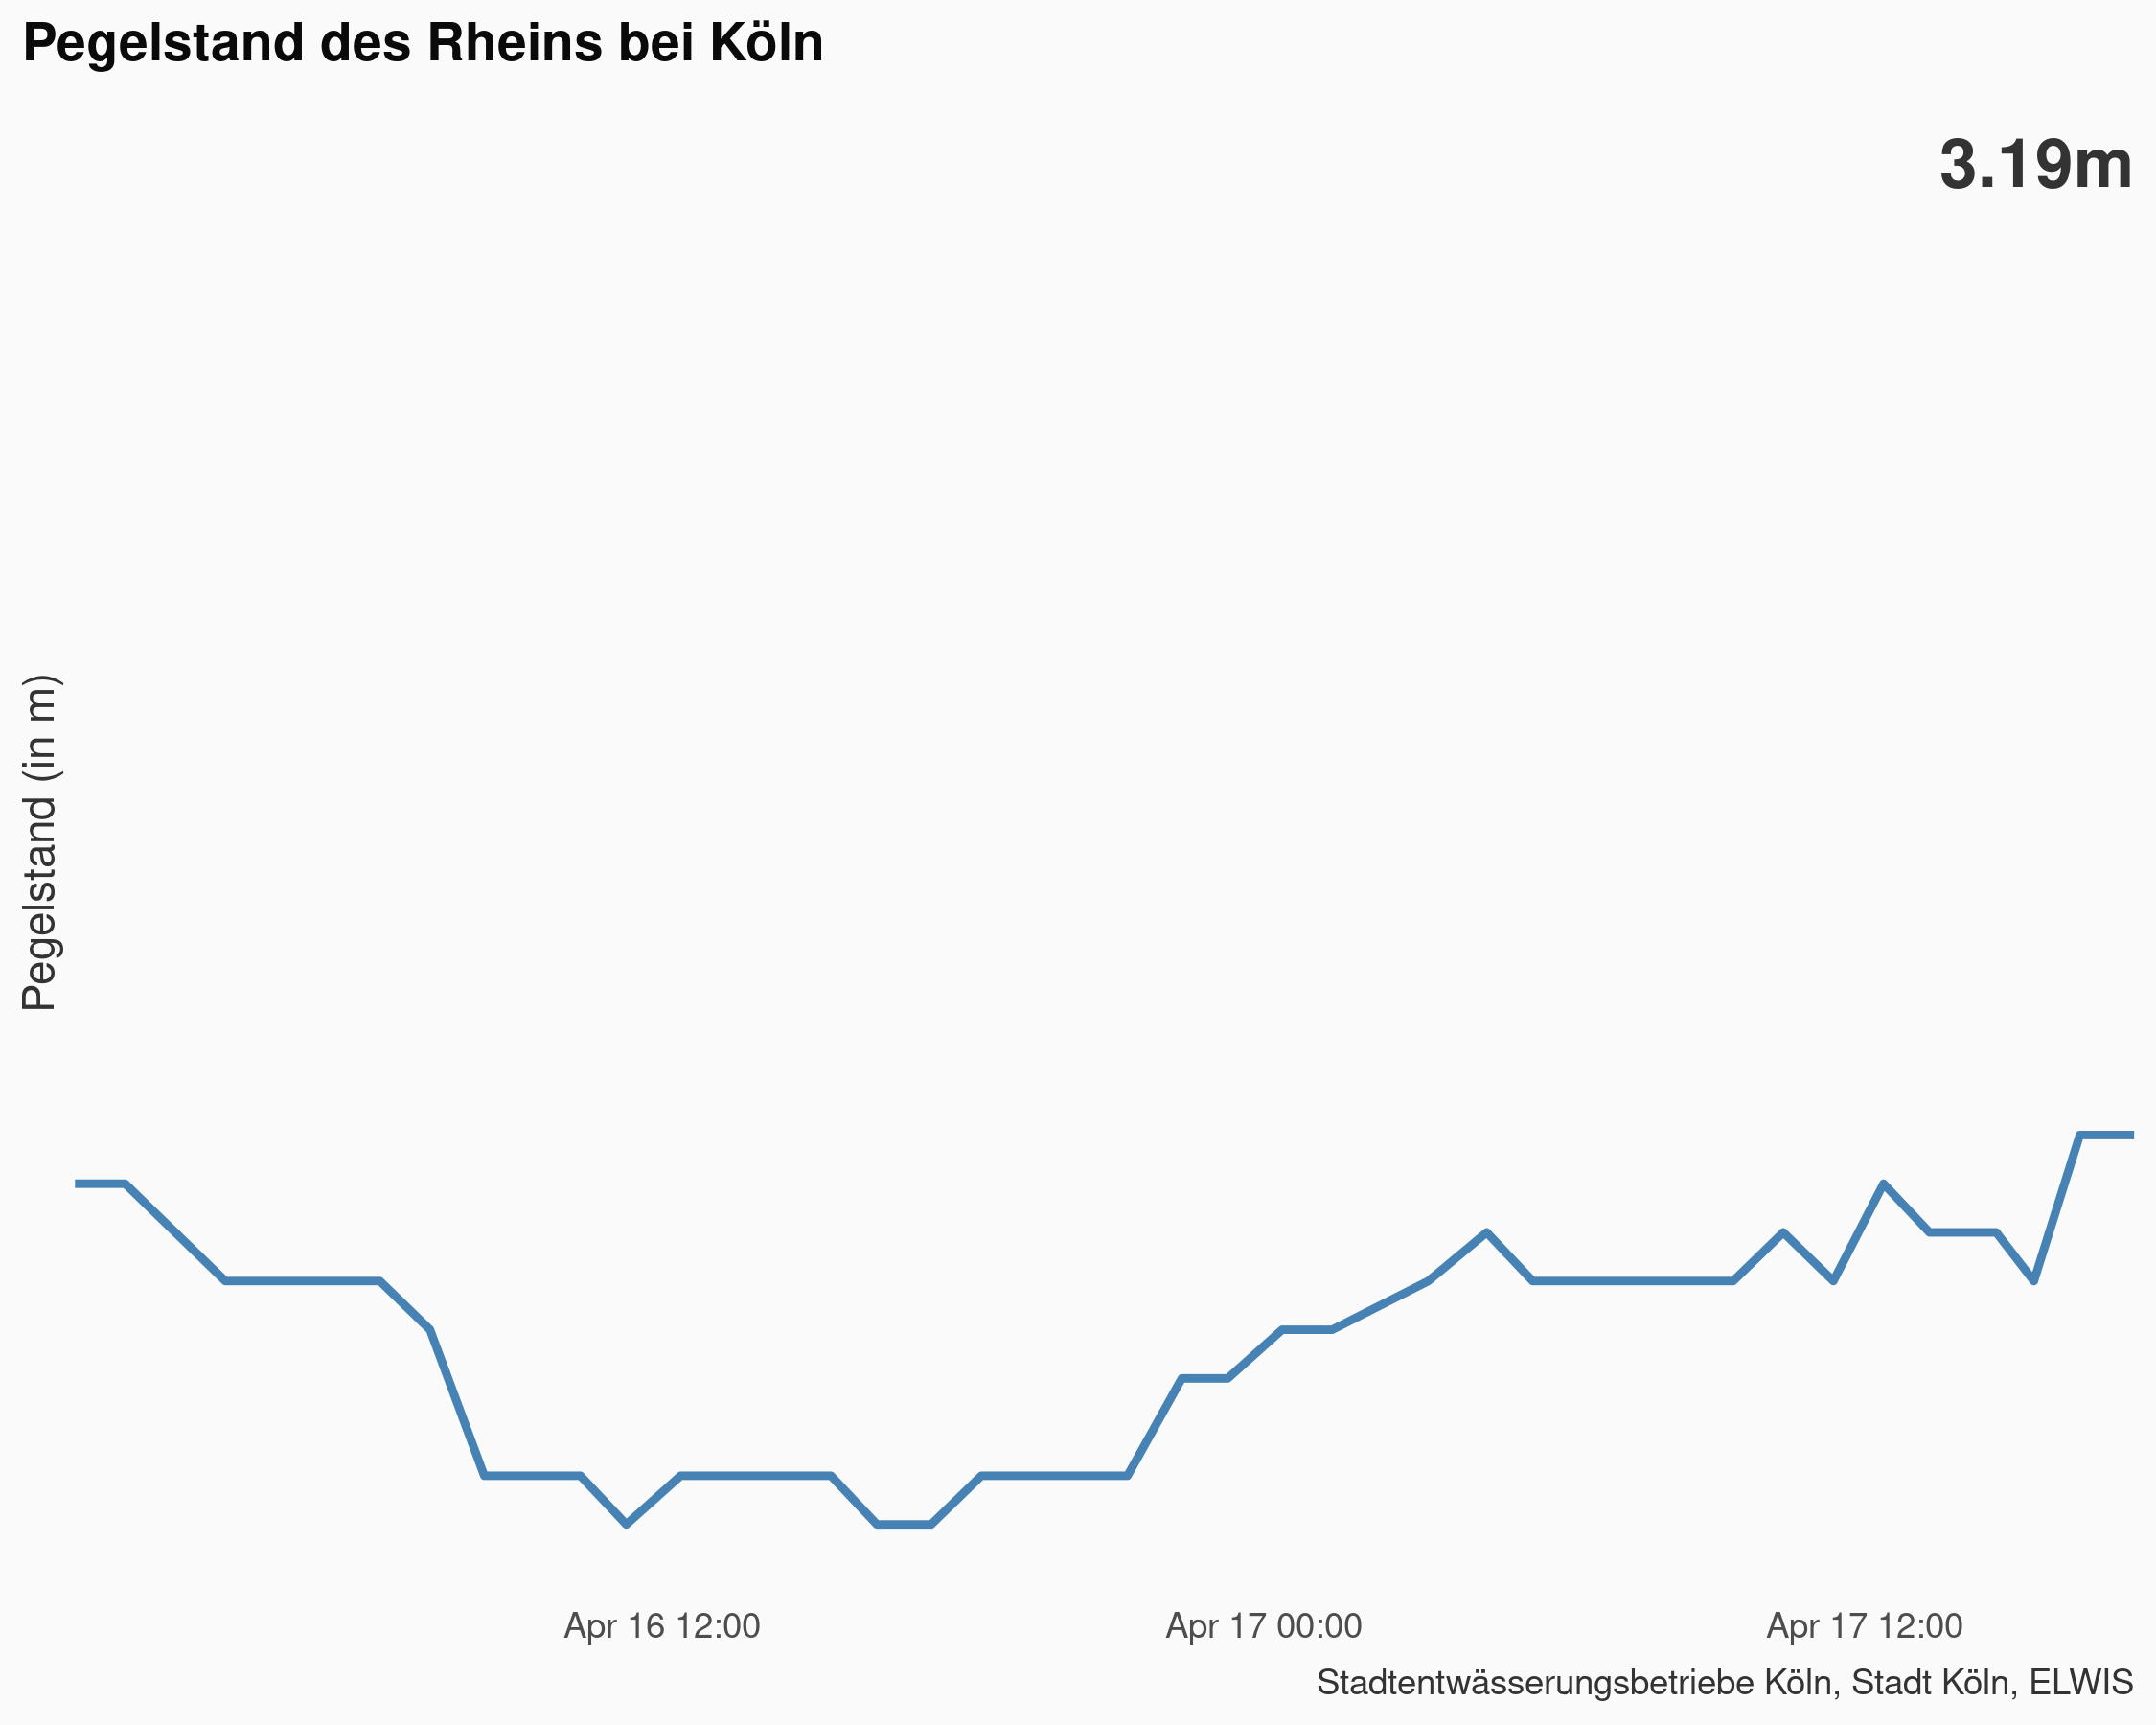 Pegelstand des Rheins bei Köln
3.19m
Pegelstand (in m)
Apr 16 12:00
Apr 17 00:00
Apr 17 12:00
Stadtentwässerungsbetriebe Köln, Stadt Köln, ELWIS